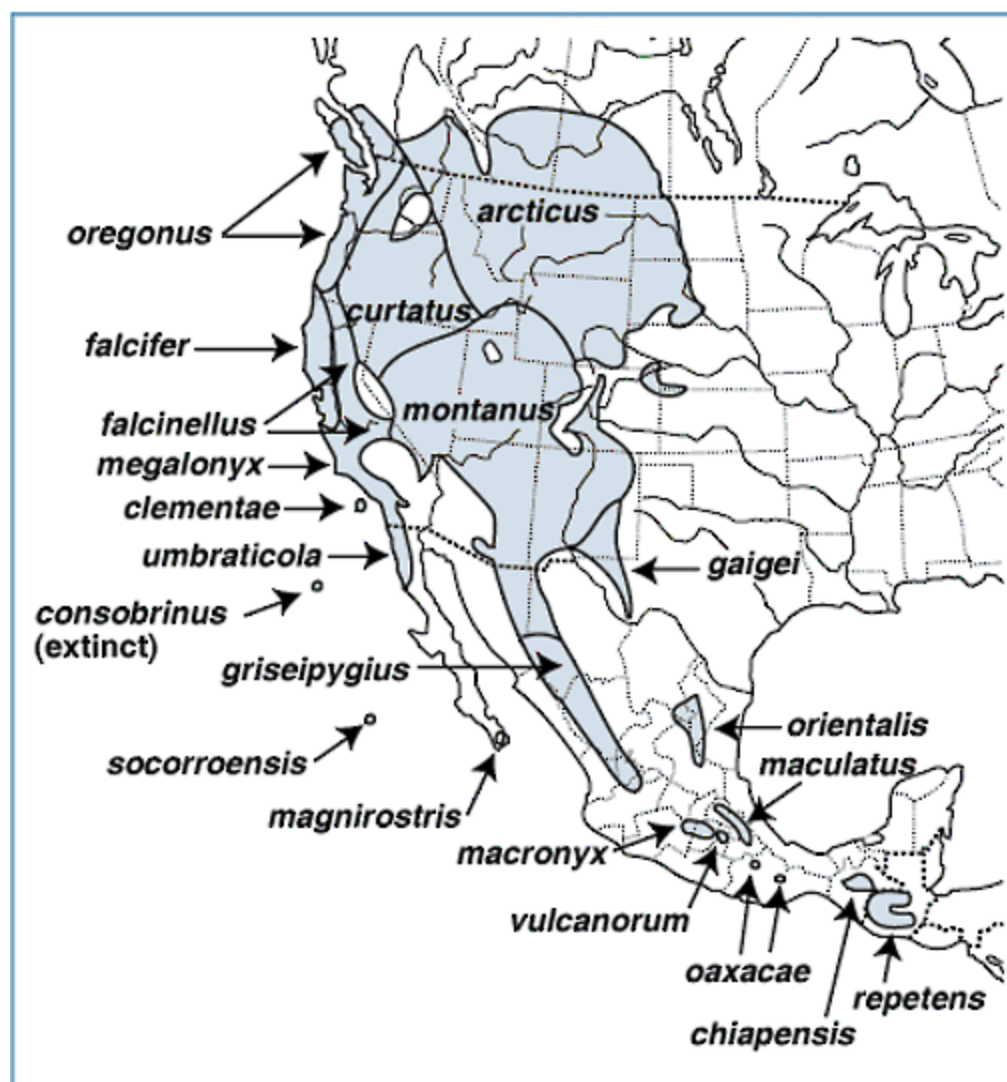 arcticus
oregonus
curtatus
falcifer
montanus
falcinellus
megalonyx
clementae
umbraticola
gaigei
consobrinus
(extinct)
griseipygius
orientalis
socorroensis
maculatus
magnirostris
macronyx
vulcanorum
oaxacae
repetens
chiapensis